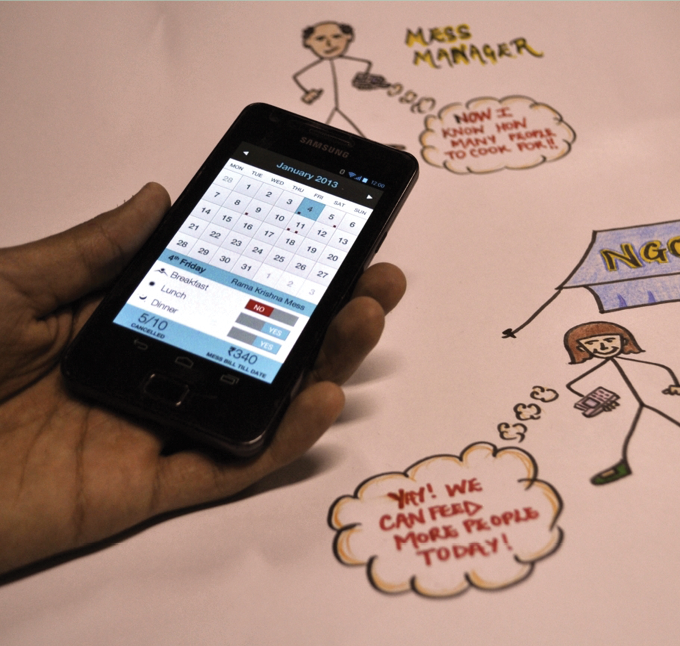 MESS
MANAGER
NOW I
KNOW HOW
MANY PEOPLE
TO COOK FOR!!
SAMSUNG
12:00
January 2013
MON TUE WED THU FRI SAT SUN
28 1 2 3 4 5 6
7 8 9 10 11 12 13
14 15 16 17 18 19 20
21 22 23 24 25 26 27
28 29 30 31 1 2 3
4th Friday Rama Krishna Mess
Breakfast NO
Lunch YES
Dinner YES
5/10 ₹340
CANCELLED MESS BILL TILL DATE
NGO
YAY! WE
CAN FEED
MORE PEOPLE
TODAY!